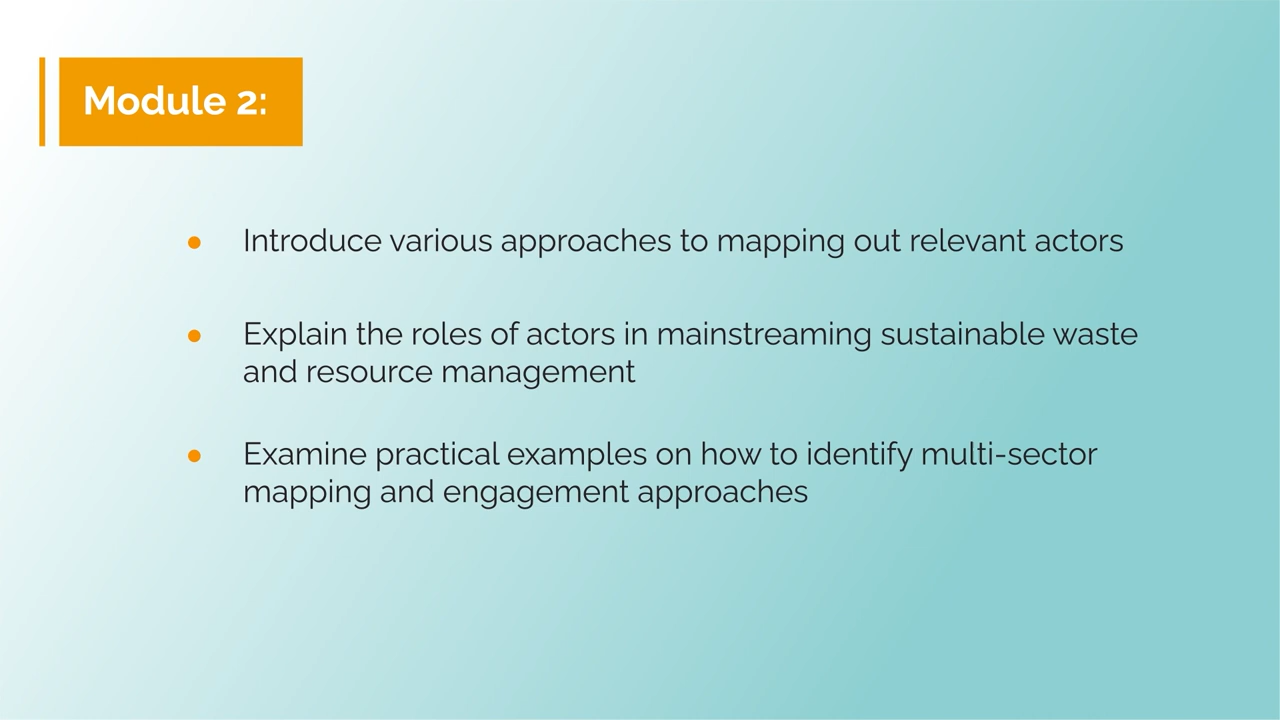 Module 2:
● Introduce various approaches to mapping out relevant actors
● Explain the roles of actors in mainstreaming sustainable waste
and resource management
● Examine practical examples on how to identify multi-sector
mapping and engagement approaches